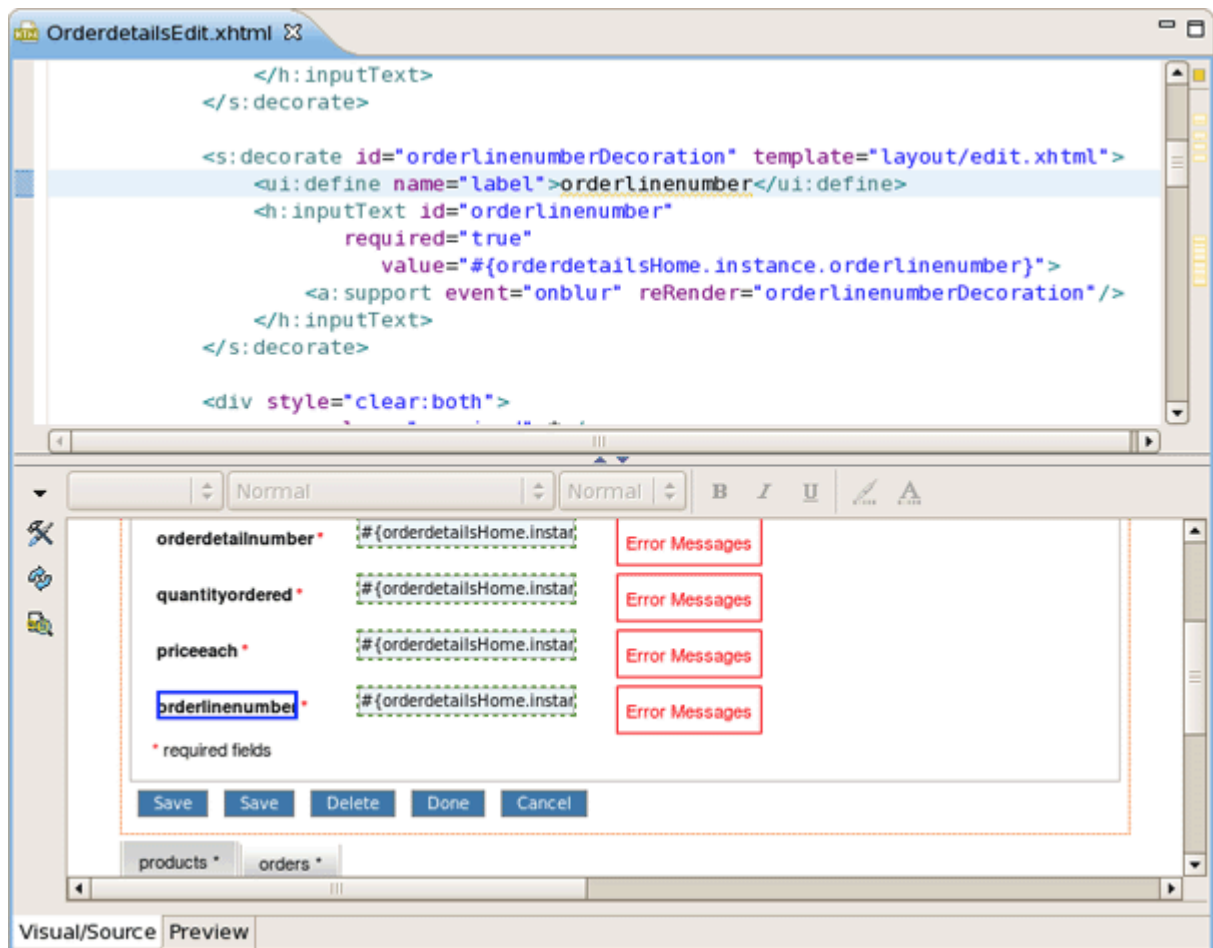 OrderdetailsEdit.xhtml
</h:inputText>
</s:decorate>
<s:decorate id="orderlinenumberDecoration" template="layout/edit.xhtml">
<ui:define name="label">orderlinenumber</ui:define>
<h:inputText id="orderlinenumber"
required="true"
value="#{orderdetailsHome.instance.orderlinenumber}">
<a:support event="onblur" reRender="orderlinenumberDecoration"/>
</h:inputText>
</s:decorate>
<div style="clear:both">
Normal Normal B I U A
orderdetailnumber * #{orderdetailsHome.instar Error Messages
quantityordered * #{orderdetailsHome.instar Error Messages
priceeach * #{orderdetailsHome.instar Error Messages
orderlinenumber * #{orderdetailsHome.instar Error Messages
* required fields
Save Save Delete Done Cancel
products * orders *
Visual/Source Preview